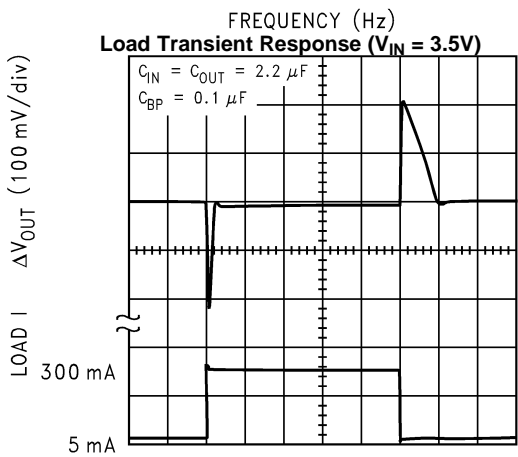 FREQUENCY (Hz)
Load Transient Response (VIN = 3.5V)
CIN = COUT = 2.2 μF
CBP = 0.1 μF
ΔVOUT (100 mV/div)
LOAD I
300 mA
5 mA